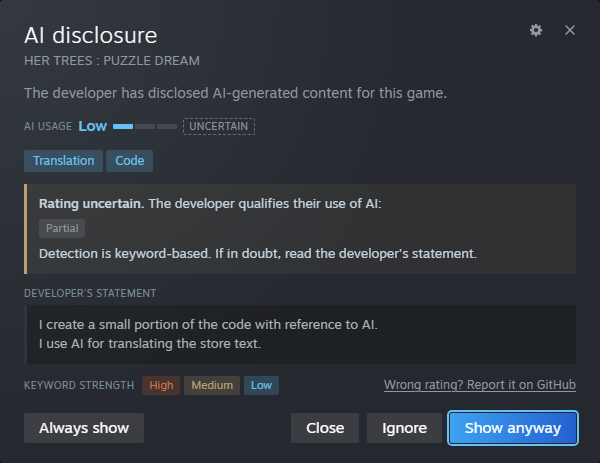 AI disclosure
HER TREES : PUZZLE DREAM
The developer has disclosed AI-generated content for this game.
AI USAGE Low UNCERTAIN
Translation Code
Rating uncertain. The developer qualifies their use of AI:
Partial
Detection is keyword-based. If in doubt, read the developer's statement.
DEVELOPER'S STATEMENT
I create a small portion of the code with reference to AI.
I use AI for translating the store text.
KEYWORD STRENGTH High Medium Low Wrong rating? Report it on GitHub
Always show Close Ignore Show anyway